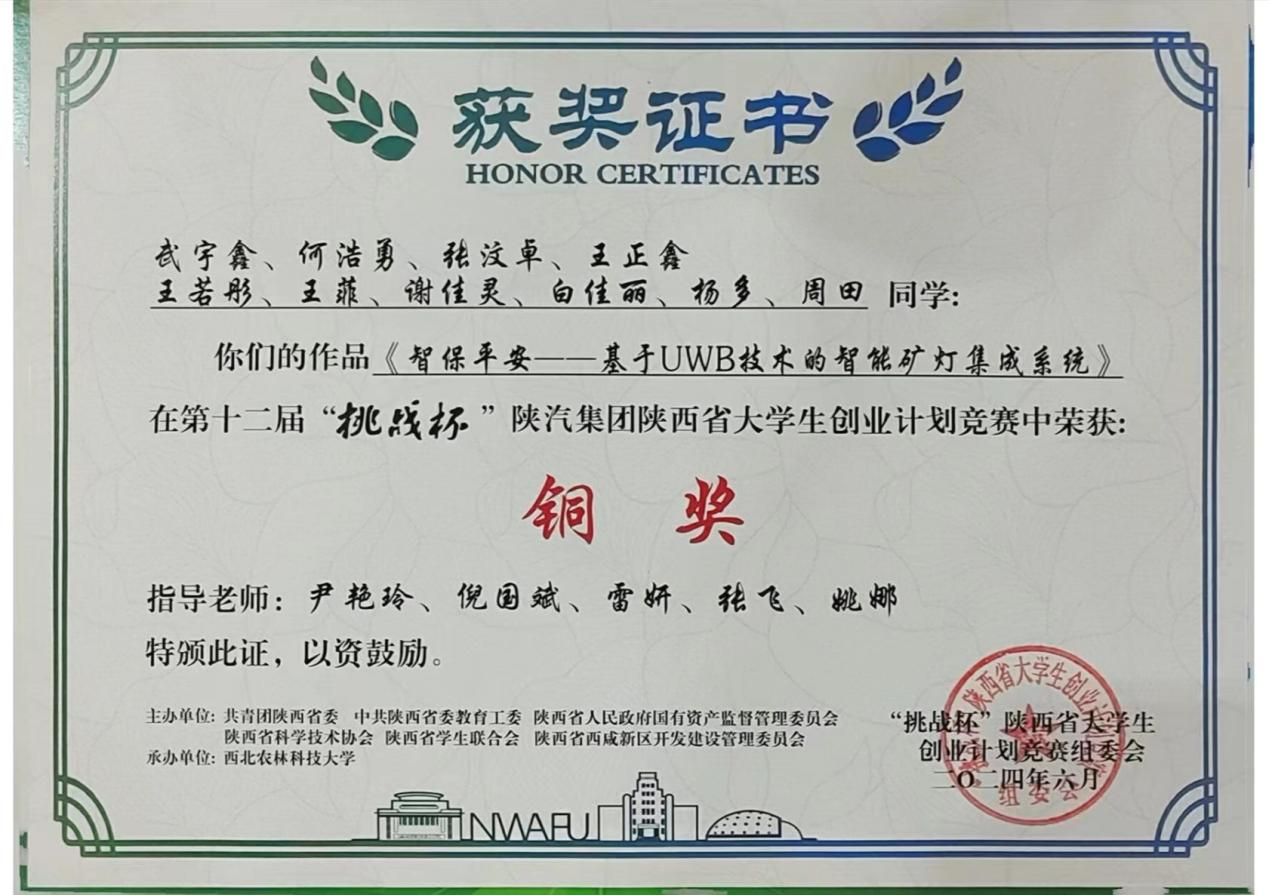 获奖证书
HONOR CERTIFICATES
武宇鑫、何浩勇、张汶卓、王正鑫
王若彤、王菲、谢佳灵、白佳丽、杨多、周田 同学:
你们的作品《智保平安——基于UWB技术的智能矿灯集成系统》
在第十二届“挑战杯”陕汽集团陕西省大学生创业计划竞赛中荣获:
铜 奖
指导老师: 尹艳玲、倪国斌、雷妍、张飞、姚娜
特颁此证，以资鼓励。
主办单位: 共青团陕西省委 中共陕西省委教育工委 陕西省人民政府国有资产监督管理委员会
陕西省科学技术协会 陕西省学生联合会 陕西省西咸新区开发建设管理委员会
承办单位: 西北农林科技大学
“挑战杯”陕西省大学生
创业计划竞赛组委会
二〇二四年六月
陕西省大学生创业
组委会
NWAFU